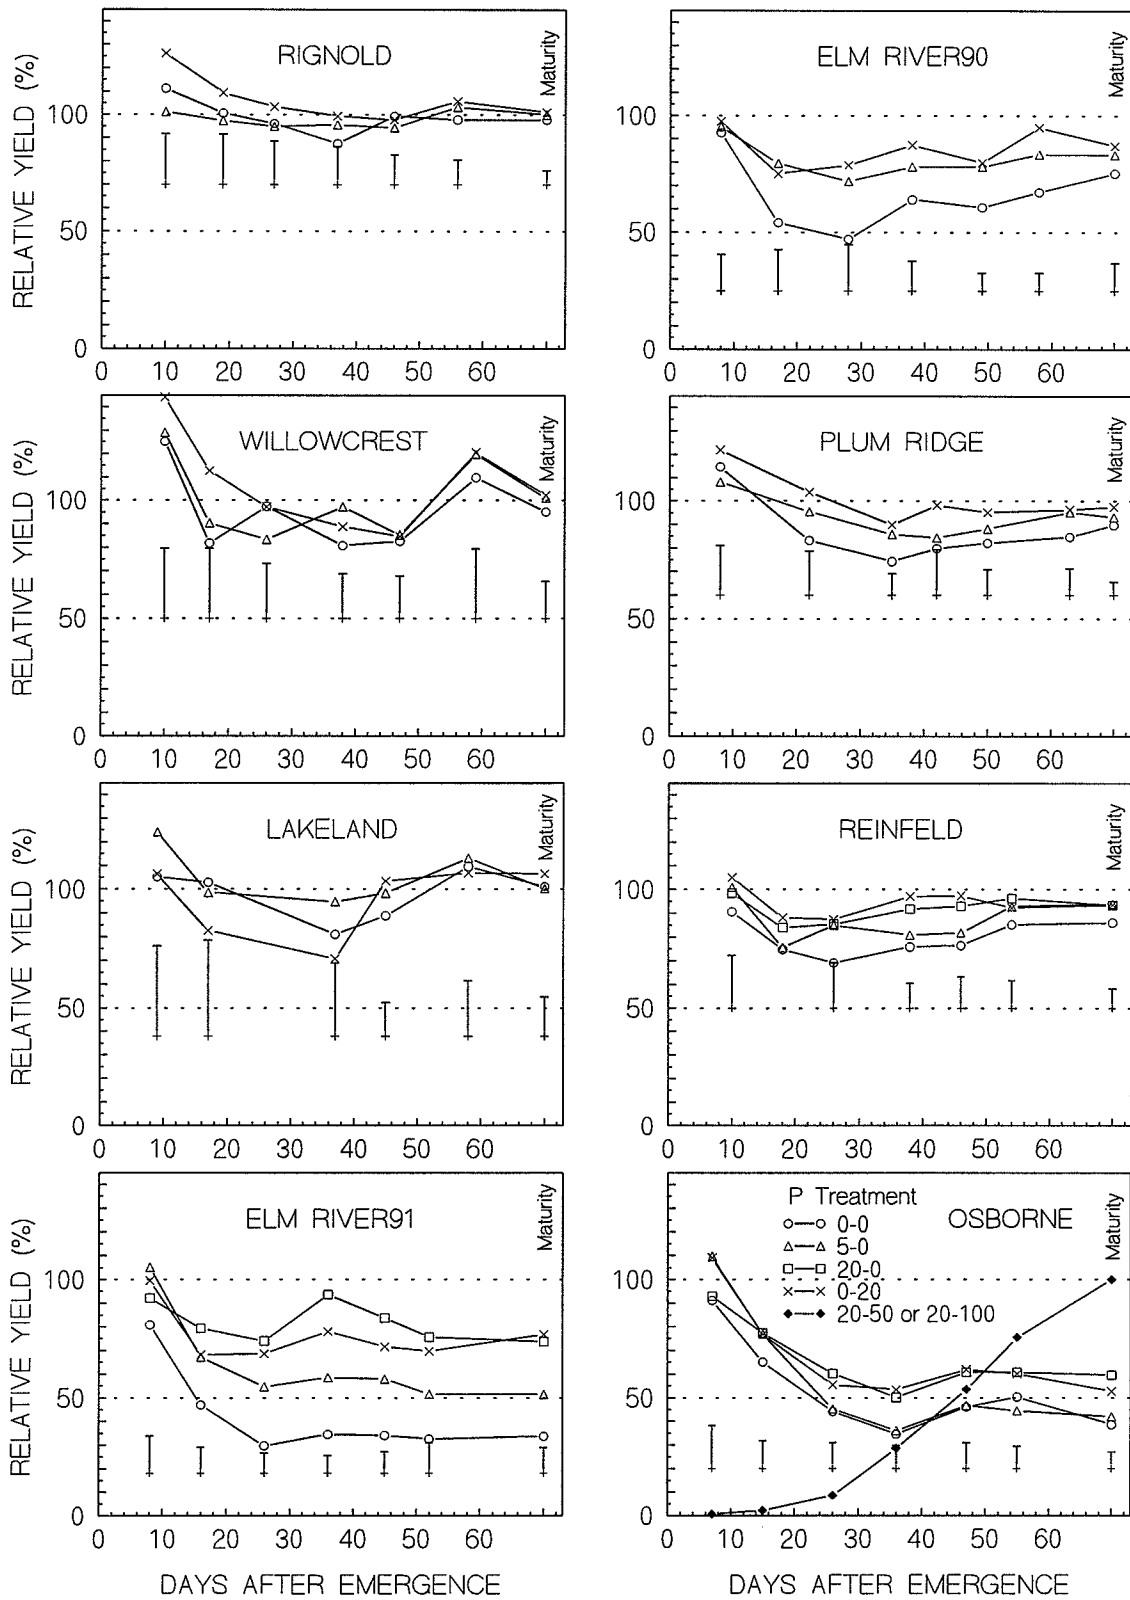 RIGNOLD
Maturity
RELATIVE YIELD (%)
100
50
0
0 10 20 30 40 50 60
ELM RIVER90
Maturity
100
50
0
0 10 20 30 40 50 60
WILLOWCREST
Maturity
RELATIVE YIELD (%)
100
50
0
0 10 20 30 40 50 60
PLUM RIDGE
Maturity
100
50
0
0 10 20 30 40 50 60
LAKELAND
Maturity
RELATIVE YIELD (%)
100
50
0
0 10 20 30 40 50 60
REINFELD
Maturity
100
50
0
0 10 20 30 40 50 60
ELM RIVER91
Maturity
RELATIVE YIELD (%)
100
50
0
0 10 20 30 40 50 60
DAYS AFTER EMERGENCE
P Treatment
0-0
5-0
20-0
0-20
20-50 or 20-100
OSBORNE
Maturity
100
50
0
0 10 20 30 40 50 60
DAYS AFTER EMERGENCE